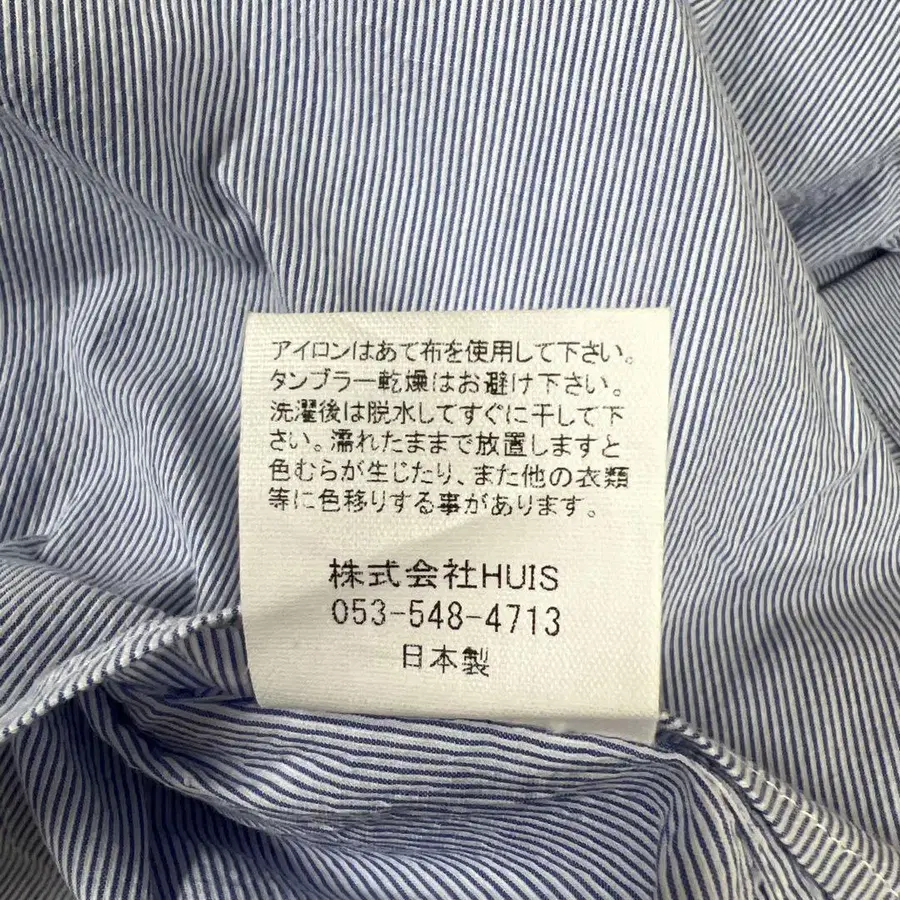 アイロンはあて布を使用して下さい。
タンブラー乾燥はお避け下さい。
洗濯後は脱水してすぐに干して下
さい。濡れたままで放置しますと
色むらが生じたり、また他の衣類
等に色移りする事があります。
株式会社HUIS
053-548-4713
日本製